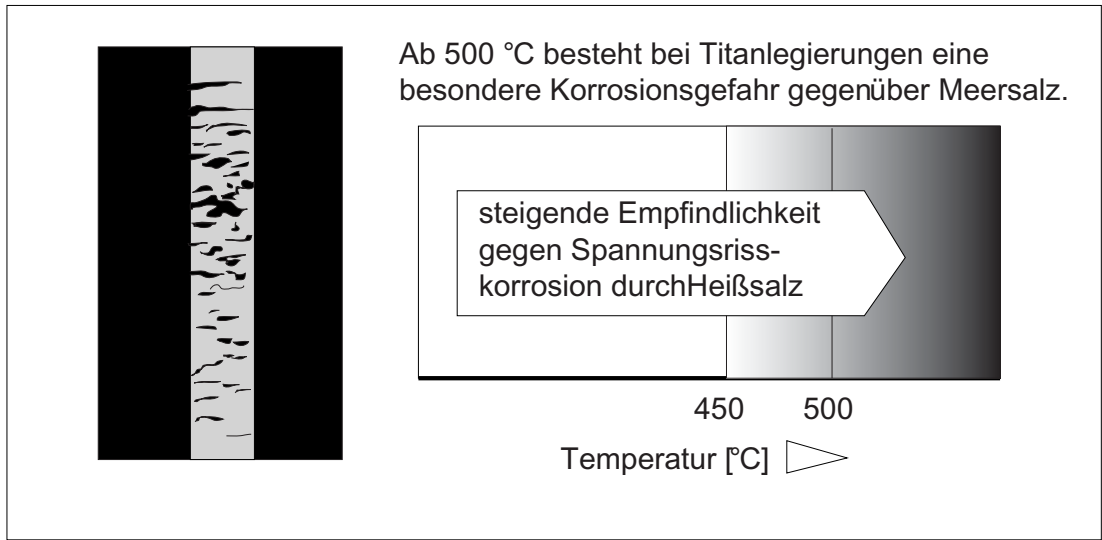 Ab 500 °C besteht bei Titanlegierungen eine
besondere Korrosionsgefahr gegenüber Meersalz.
steigende Empfindlichkeit
gegen Spannungsriss-
korrosion durchHeißsalz
450 500
Temperatur [°C]